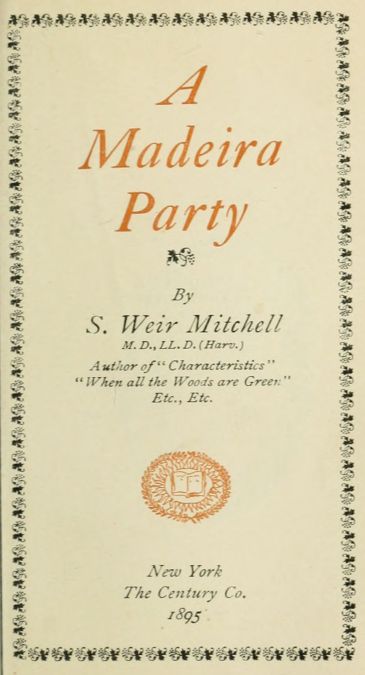 A
Madeira
Party
By
S. Weir Mitchell
M. D., LL. D. (Harv.)
Author of "Characteristics"
"When all the Woods are Green"
Etc., Etc.
New York
The Century Co.
1895